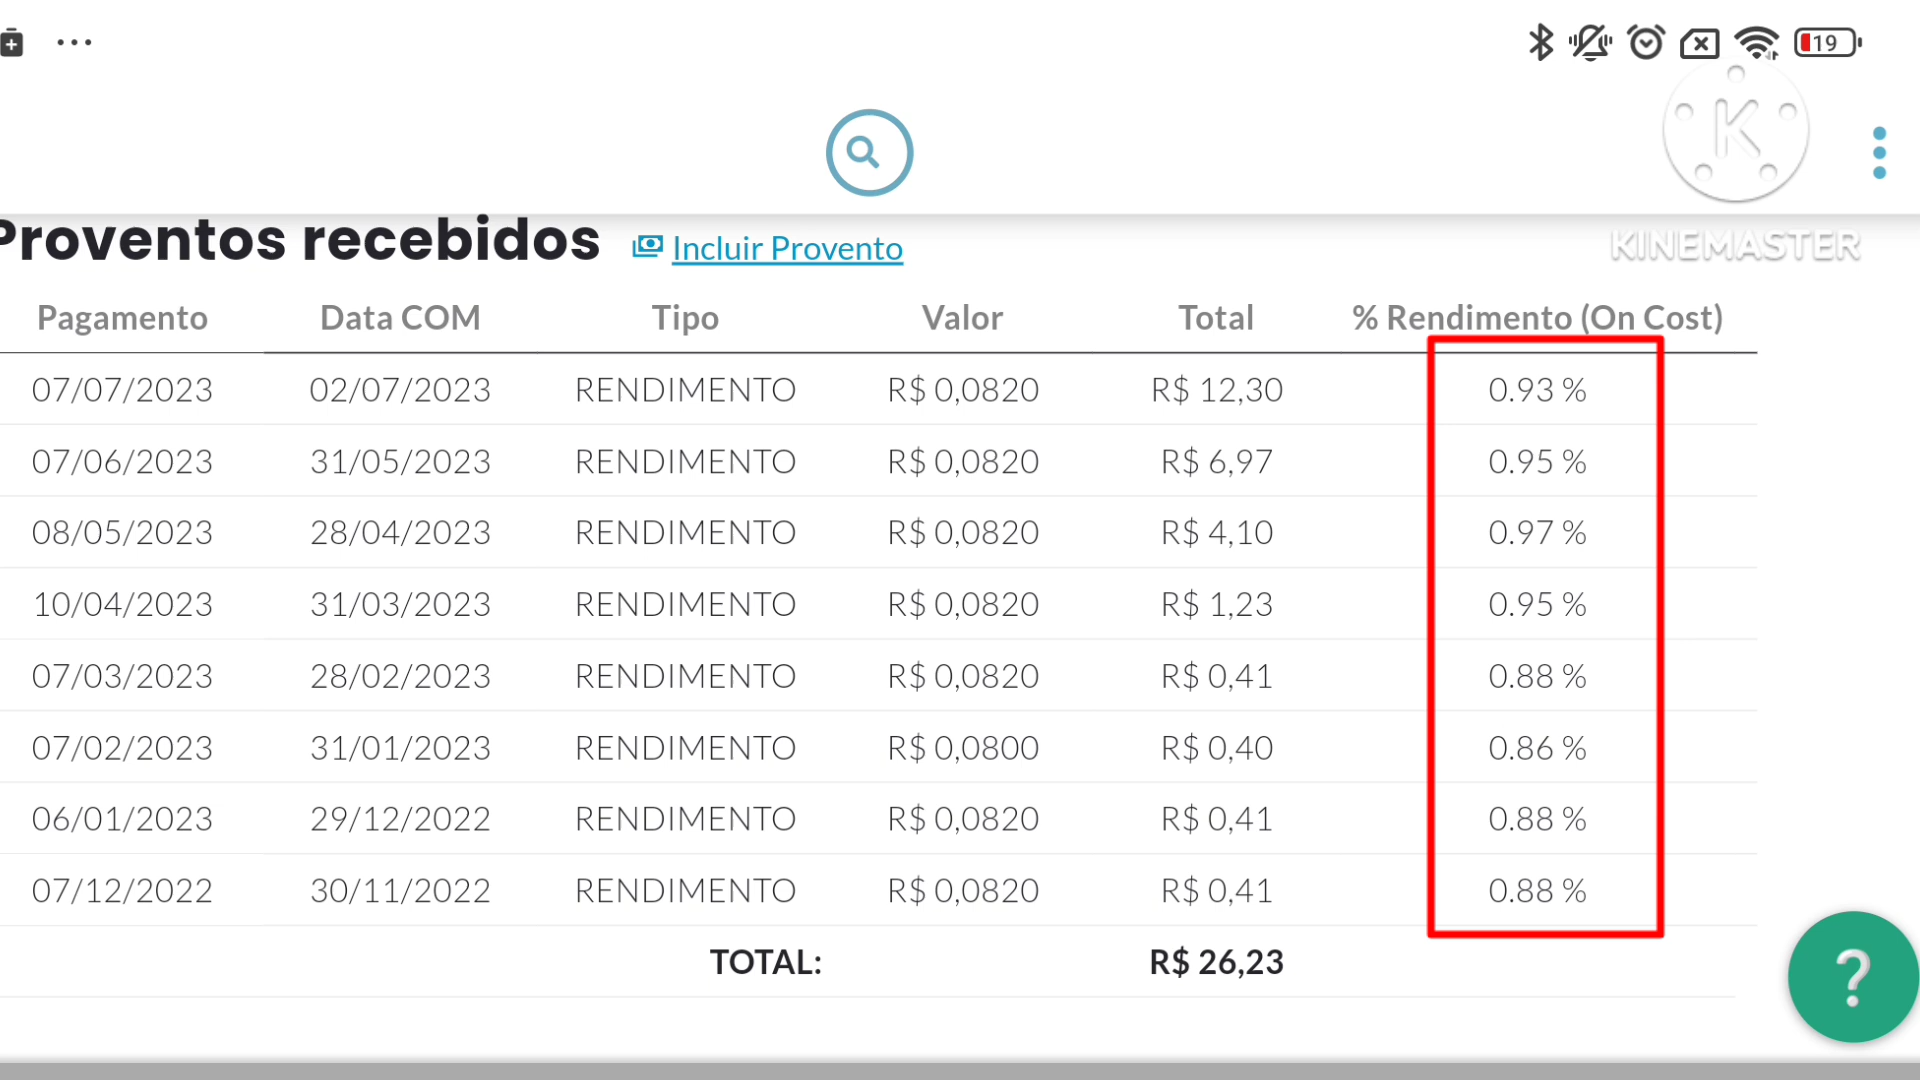 19
K
KINEMASTER
Proventos recebidos Incluir Provento
Pagamento Data COM Tipo Valor Total % Rendimento (On Cost)
07/07/2023 02/07/2023 RENDIMENTO R$ 0,0820 R$ 12,30 0.93 %
07/06/2023 31/05/2023 RENDIMENTO R$ 0,0820 R$ 6,97 0.95 %
08/05/2023 28/04/2023 RENDIMENTO R$ 0,0820 R$ 4,10 0.97 %
10/04/2023 31/03/2023 RENDIMENTO R$ 0,0820 R$ 1,23 0.95 %
07/03/2023 28/02/2023 RENDIMENTO R$ 0,0820 R$ 0,41 0.88 %
07/02/2023 31/01/2023 RENDIMENTO R$ 0,0800 R$ 0,40 0.86 %
06/01/2023 29/12/2022 RENDIMENTO R$ 0,0820 R$ 0,41 0.88 %
07/12/2022 30/11/2022 RENDIMENTO R$ 0,0820 R$ 0,41 0.88 %
TOTAL: R$ 26,23
?